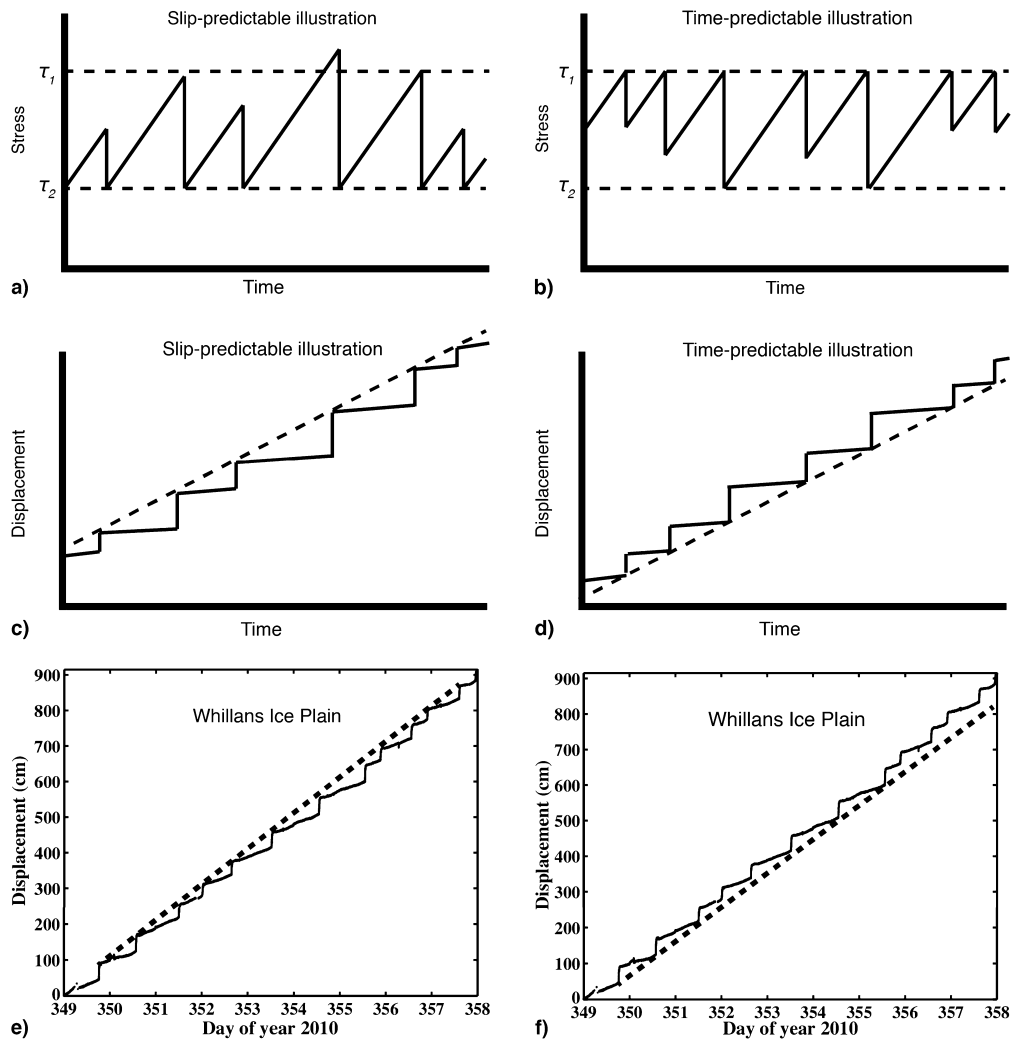 Slip-predictable illustration
τ1
Stress
τ2
Time
a)
Time-predictable illustration
τ1
Stress
τ2
Time
b)
Slip-predictable illustration
Displacement
Time
c)
Time-predictable illustration
Displacement
Time
d)
900
800
700
600
500
400
300
200
100
0
Displacement (cm)
Whillans Ice Plain
349 350 351 352 353 354 355 356 357 358
Day of year 2010
e)
900
800
700
600
500
400
300
200
100
0
Displacement (cm)
Whillans Ice Plain
349 350 351 352 353 354 355 356 357 358
Day of year 2010
f)